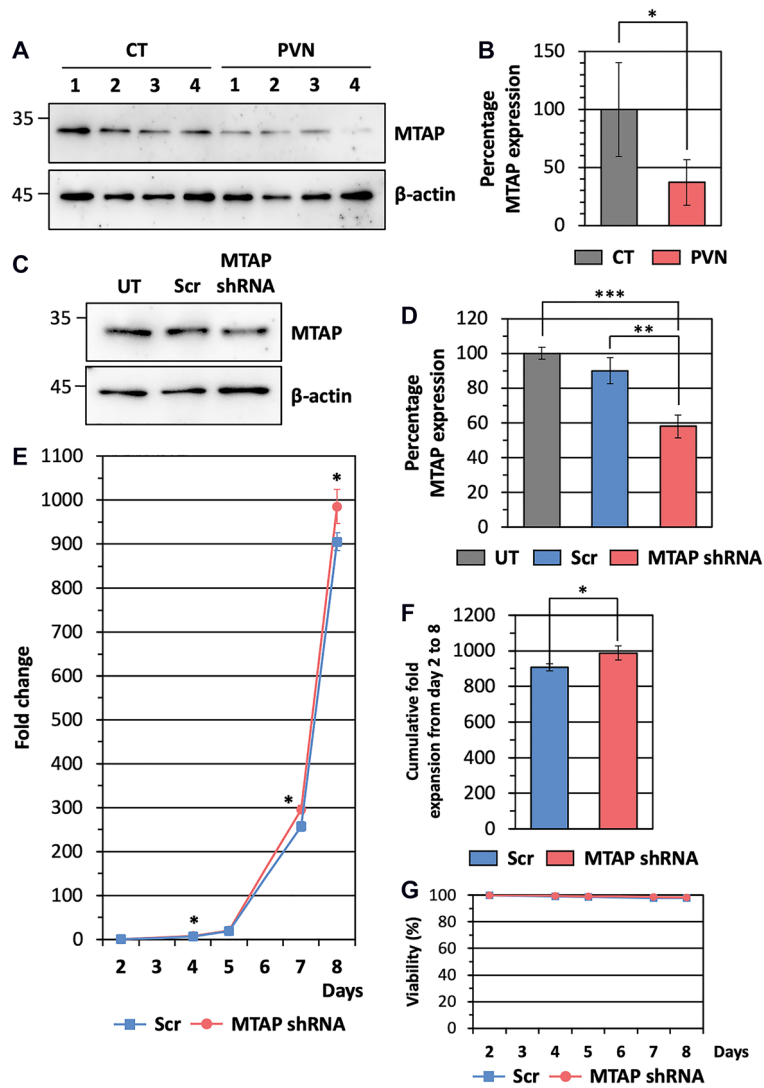 A
CT PVN
1 2 3 4 1 2 3 4
35
MTAP
45
β-actin
B
*
Percentage
MTAP expression
150
100
50
0
CT PVN
C
UT Scr MTAP
shRNA
35
MTAP
45
β-actin
D
***
**
Percentage
MTAP expression
120
100
80
60
40
20
0
UT Scr MTAP shRNA
E
Fold change
1100
1000
900
800
700
600
500
400
300
200
100
0
*
*
*
2 3 4 5 6 7 8
Days
Scr MTAP shRNA
F
*
Cumulative fold
expansion from day 2 to 8
1200
1000
800
600
400
200
0
Scr MTAP shRNA
G
Viability (%)
100
80
60
40
20
0
2 3 4 5 6 7 8 Days
Scr MTAP shRNA